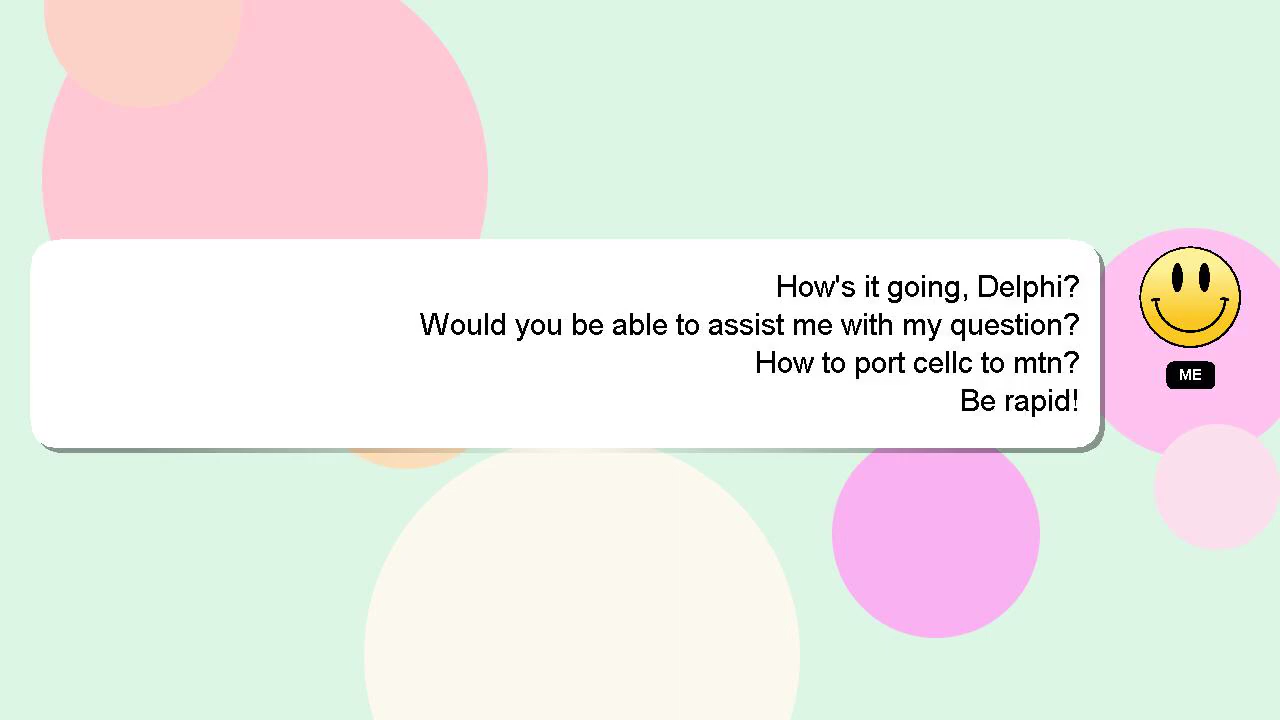 How's it going, Delphi?
Would you be able to assist me with my question?
How to port cellc to mtn?
Be rapid!
ME